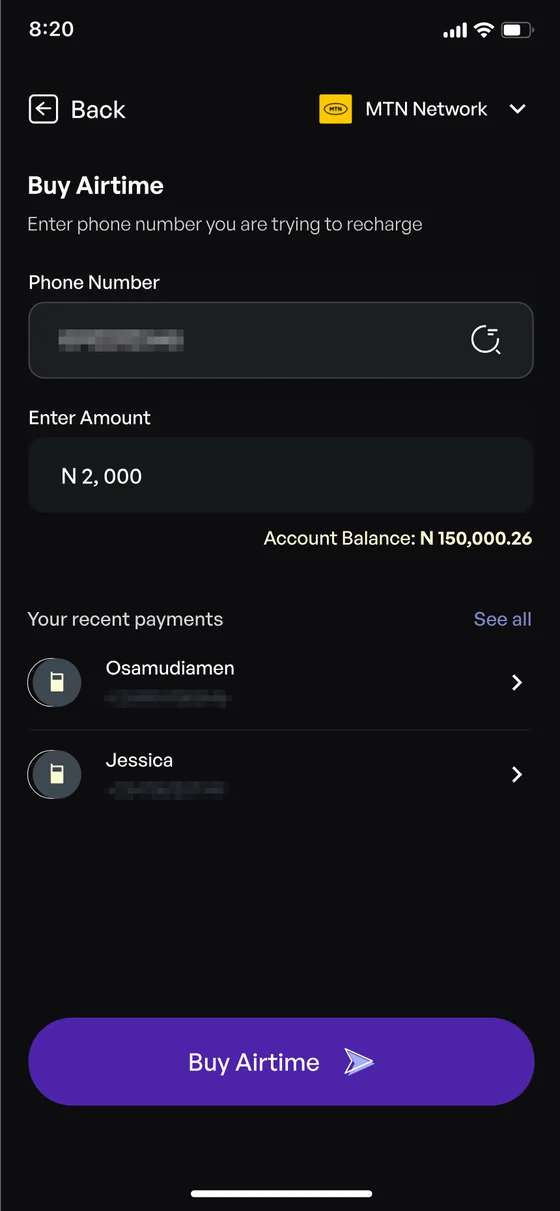 8:20
Back
MTN
MTN Network
Buy Airtime
Enter phone number you are trying to recharge
Phone Number
Enter Amount
N 2, 000
Account Balance: N 150,000.26
Your recent payments
See all
Osamudiamen
Jessica
Buy Airtime